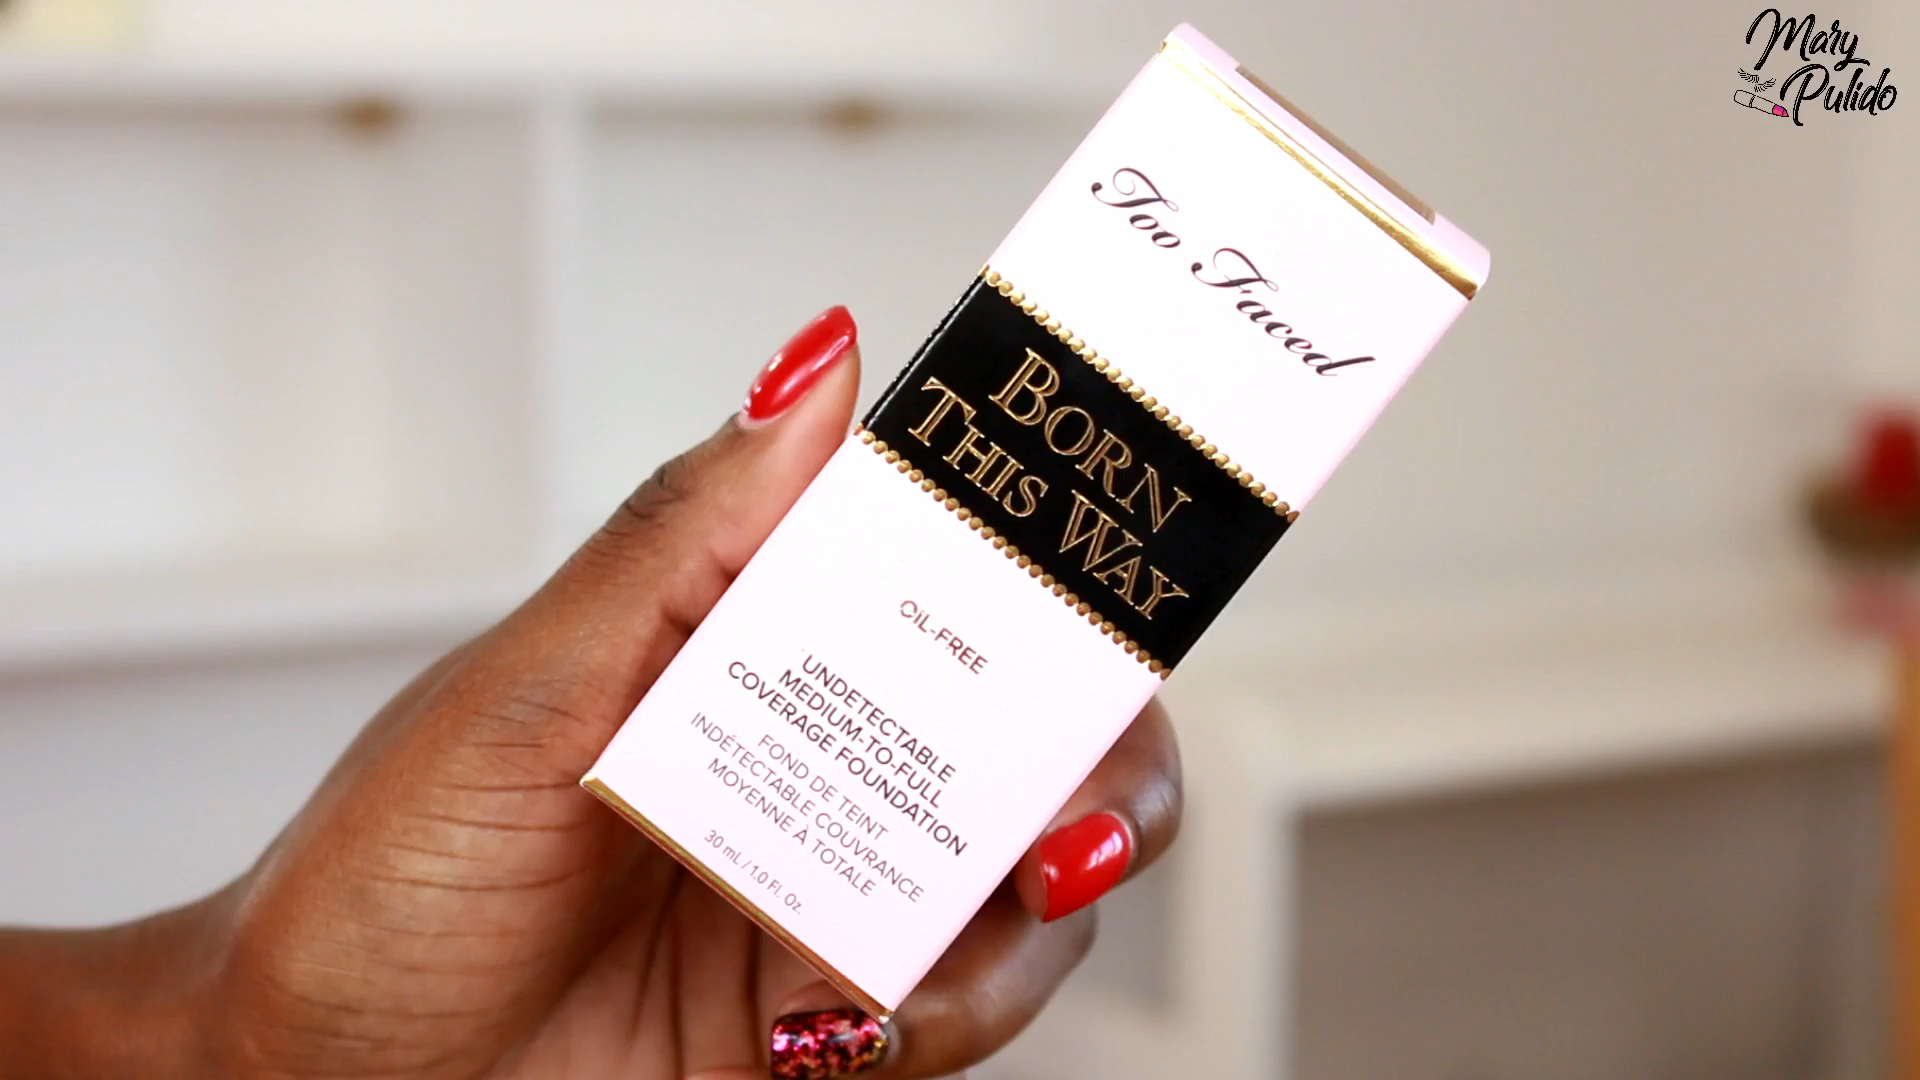 Mary
Pulido
Too Faced
BORN
THIS WAY
OIL-FREE
UNDETECTABLE
MEDIUM-TO-FULL
COVERAGE FOUNDATION
FOND DE TEINT
INDÉTECTABLE COUVRANCE
MOYENNE À TOTALE
30 mL / 1.0 Fl. Oz.